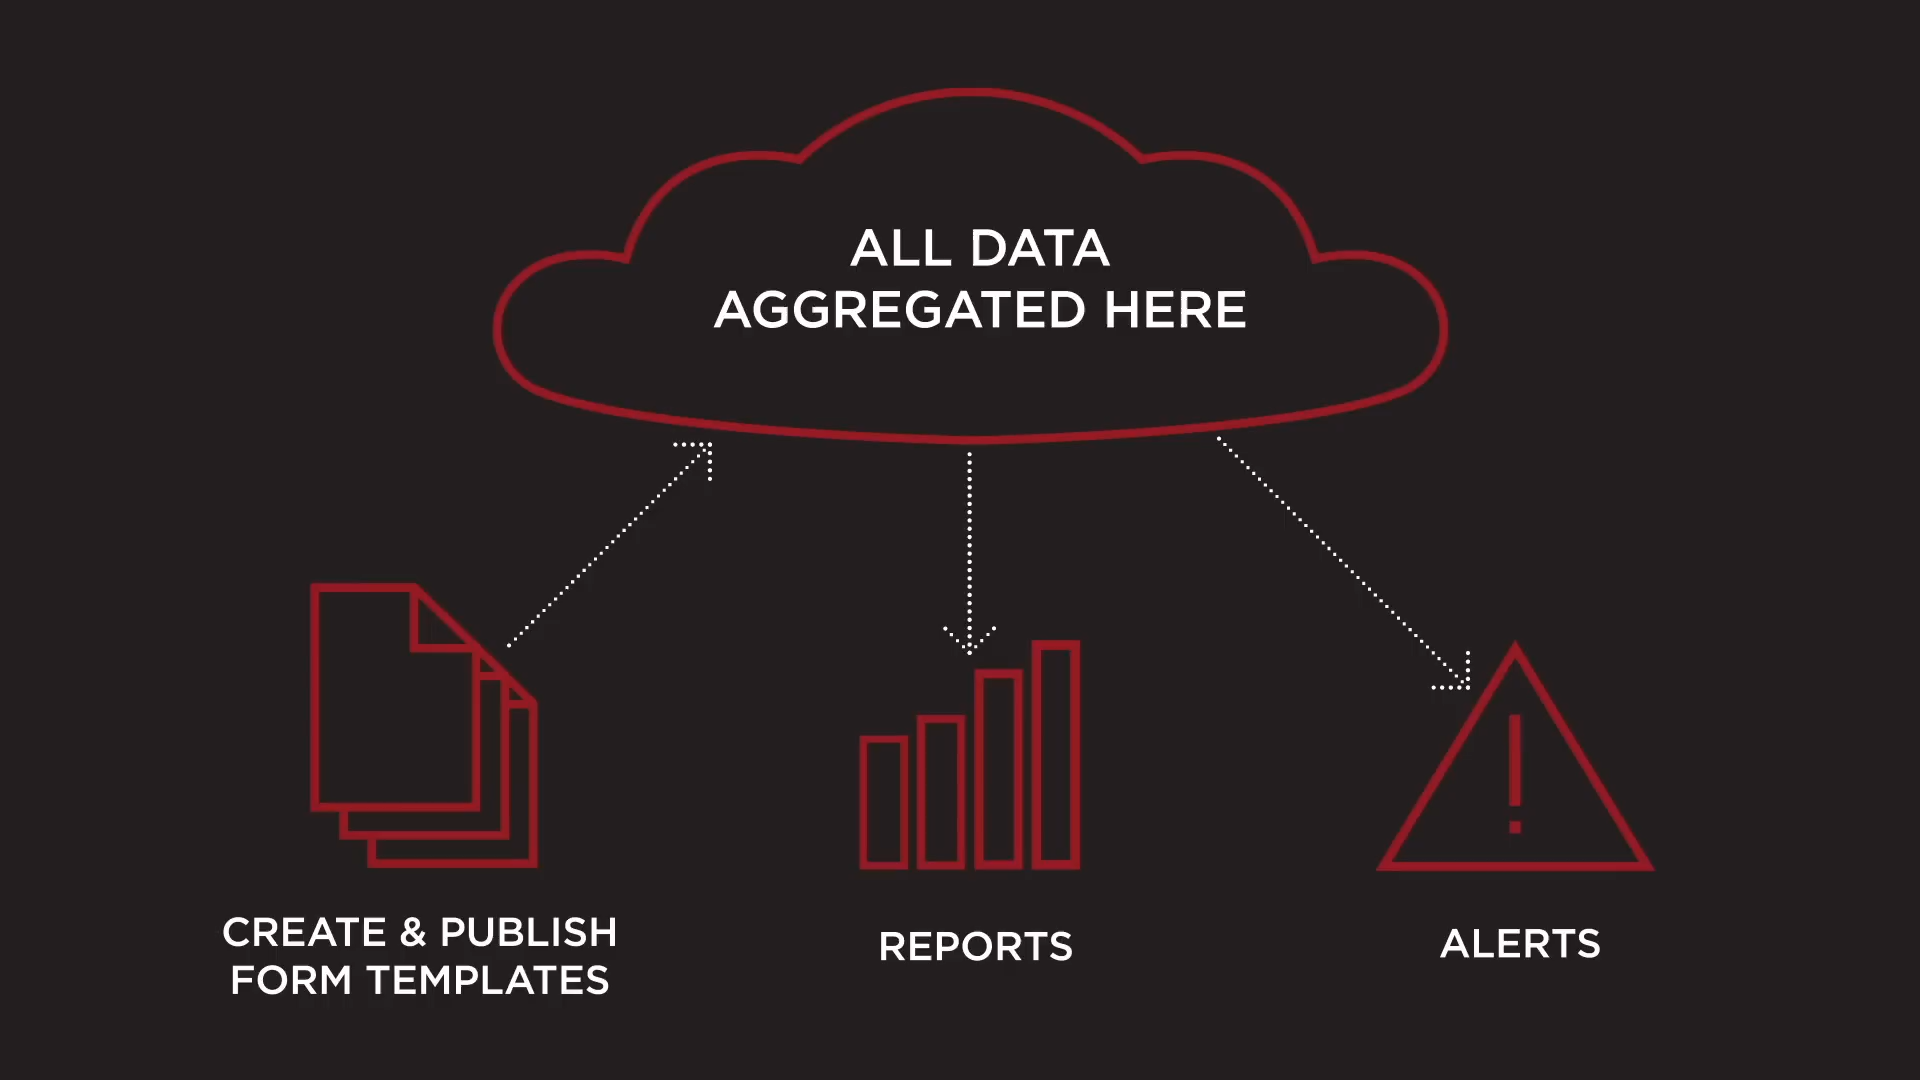 ALL DATA
AGGREGATED HERE
CREATE & PUBLISH
FORM TEMPLATES
REPORTS
ALERTS